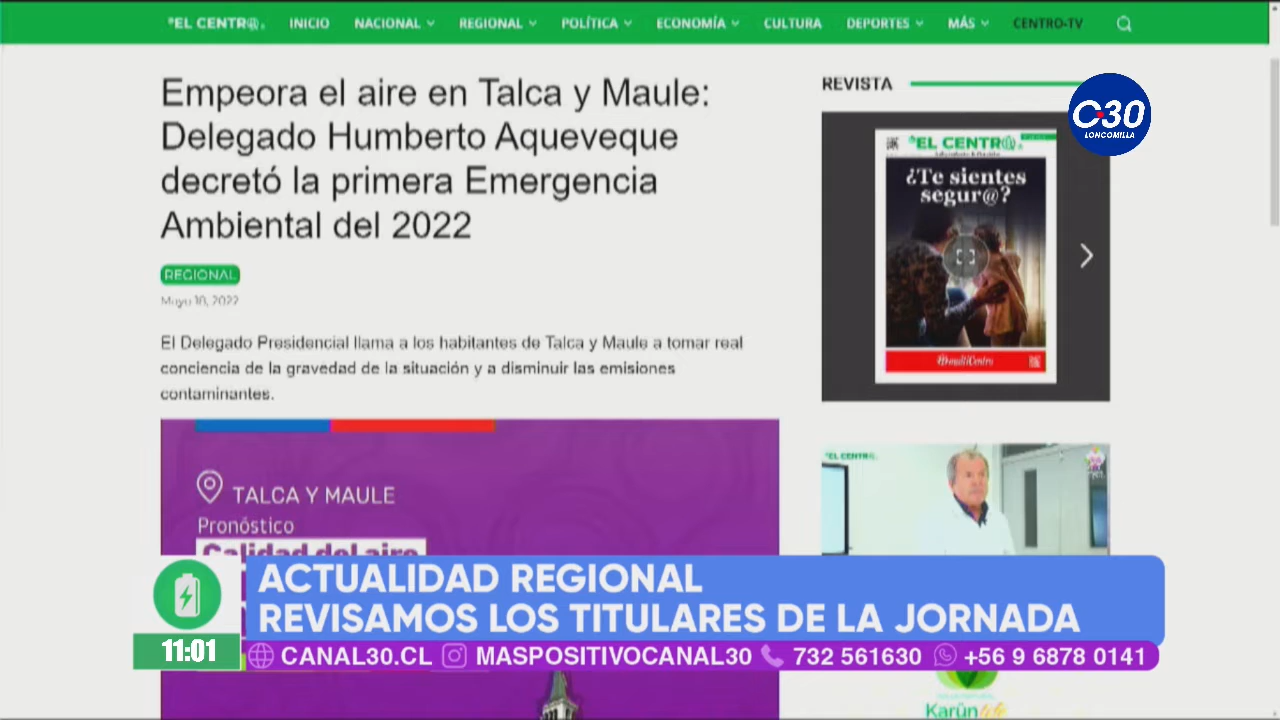 *EL CENTRO.
INICIO
NACIONAL
REGIONAL
POLÍTICA
ECONOMÍA
CULTURA
DEPORTES
MÁS
CENTRO-TV
Empeora el aire en Talca y Maule:
Delegado Humberto Aqueveque
decretó la primera Emergencia
Ambiental del 2022
REGIONAL
El Delegado Presidencial llama a los habitantes de Talca y Maule a tomar real
conciencia de la gravedad de la situación y a disminuir las emisiones
contaminantes.
TALCA Y MAULE
Pronóstico
Calidad del aire
REVISTA
C30
LONCOMILLA
EL CENTRO.
¿Te sientes
segur@?
EL CENTRO.
ACTUALIDAD REGIONAL
REVISAMOS LOS TITULARES DE LA JORNADA
11:01
CANAL30.CL
MASPOSITIVOCANAL30
732 561630
+56 9 6878 0141
Karün